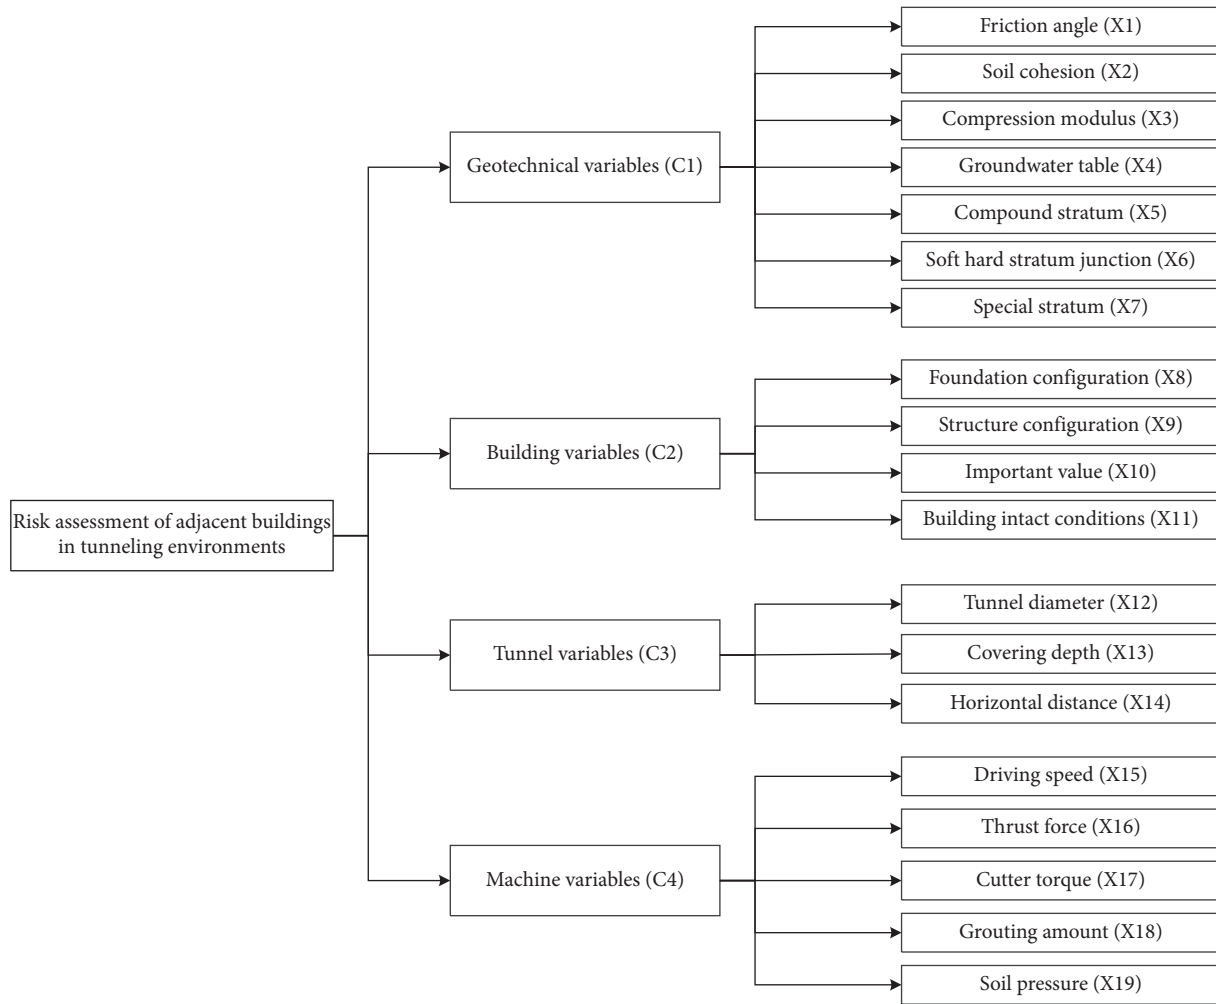 Risk assessment of adjacent buildings
in tunneling environments
Geotechnical variables (C1)
Friction angle (X1)
Soil cohesion (X2)
Compression modulus (X3)
Groundwater table (X4)
Compound stratum (X5)
Soft hard stratum junction (X6)
Special stratum (X7)
Building variables (C2)
Foundation configuration (X8)
Structure configuration (X9)
Important value (X10)
Building intact conditions (X11)
Tunnel variables (C3)
Tunnel diameter (X12)
Covering depth (X13)
Horizontal distance (X14)
Machine variables (C4)
Driving speed (X15)
Thrust force (X16)
Cutter torque (X17)
Grouting amount (X18)
Soil pressure (X19)